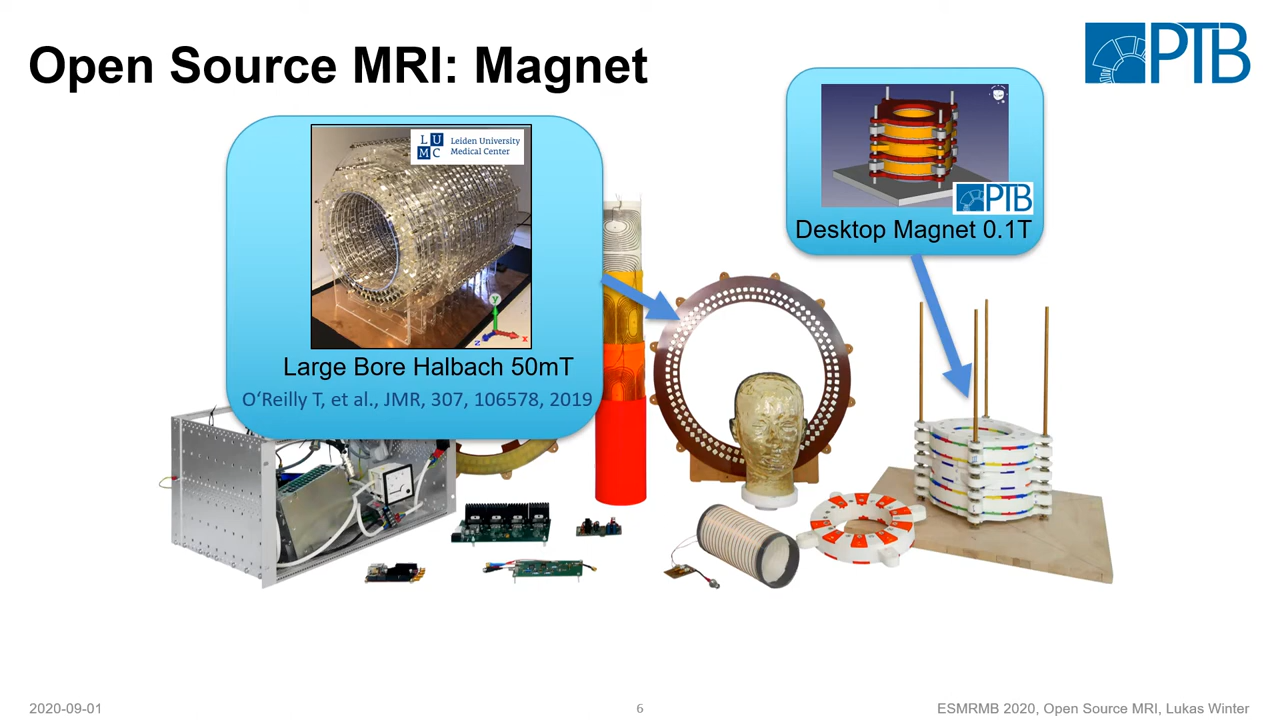 Open Source MRI: Magnet
PTB
L U
M C
Leiden University
Medical Center
y
z
x
Large Bore Halbach 50mT
O‘Reilly T, et al., JMR, 307, 106578, 2019
PTB
Desktop Magnet 0.1T
2020-09-01
6
ESMRMB 2020, Open Source MRI, Lukas Winter